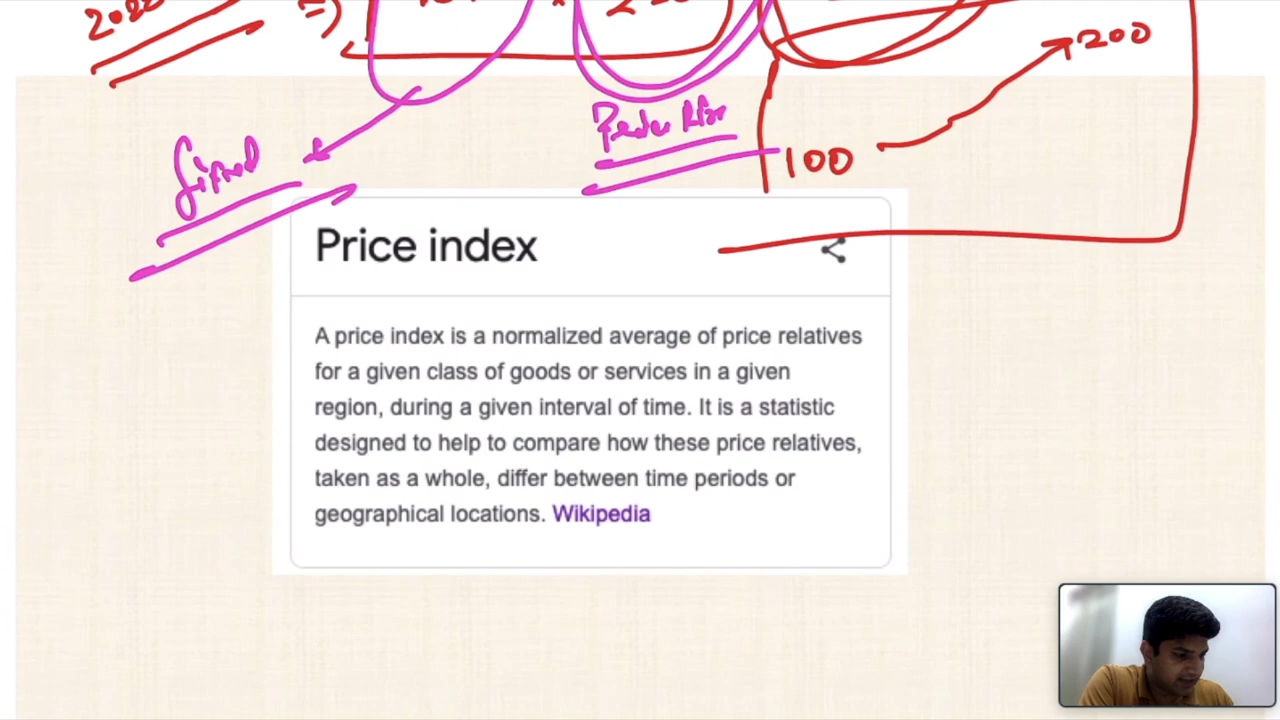 2022
200
100
fixed
Price index
A price index is a normalized average of price relatives
for a given class of goods or services in a given
region, during a given interval of time. It is a statistic
designed to help to compare how these price relatives,
taken as a whole, differ between time periods or
geographical locations. Wikipedia